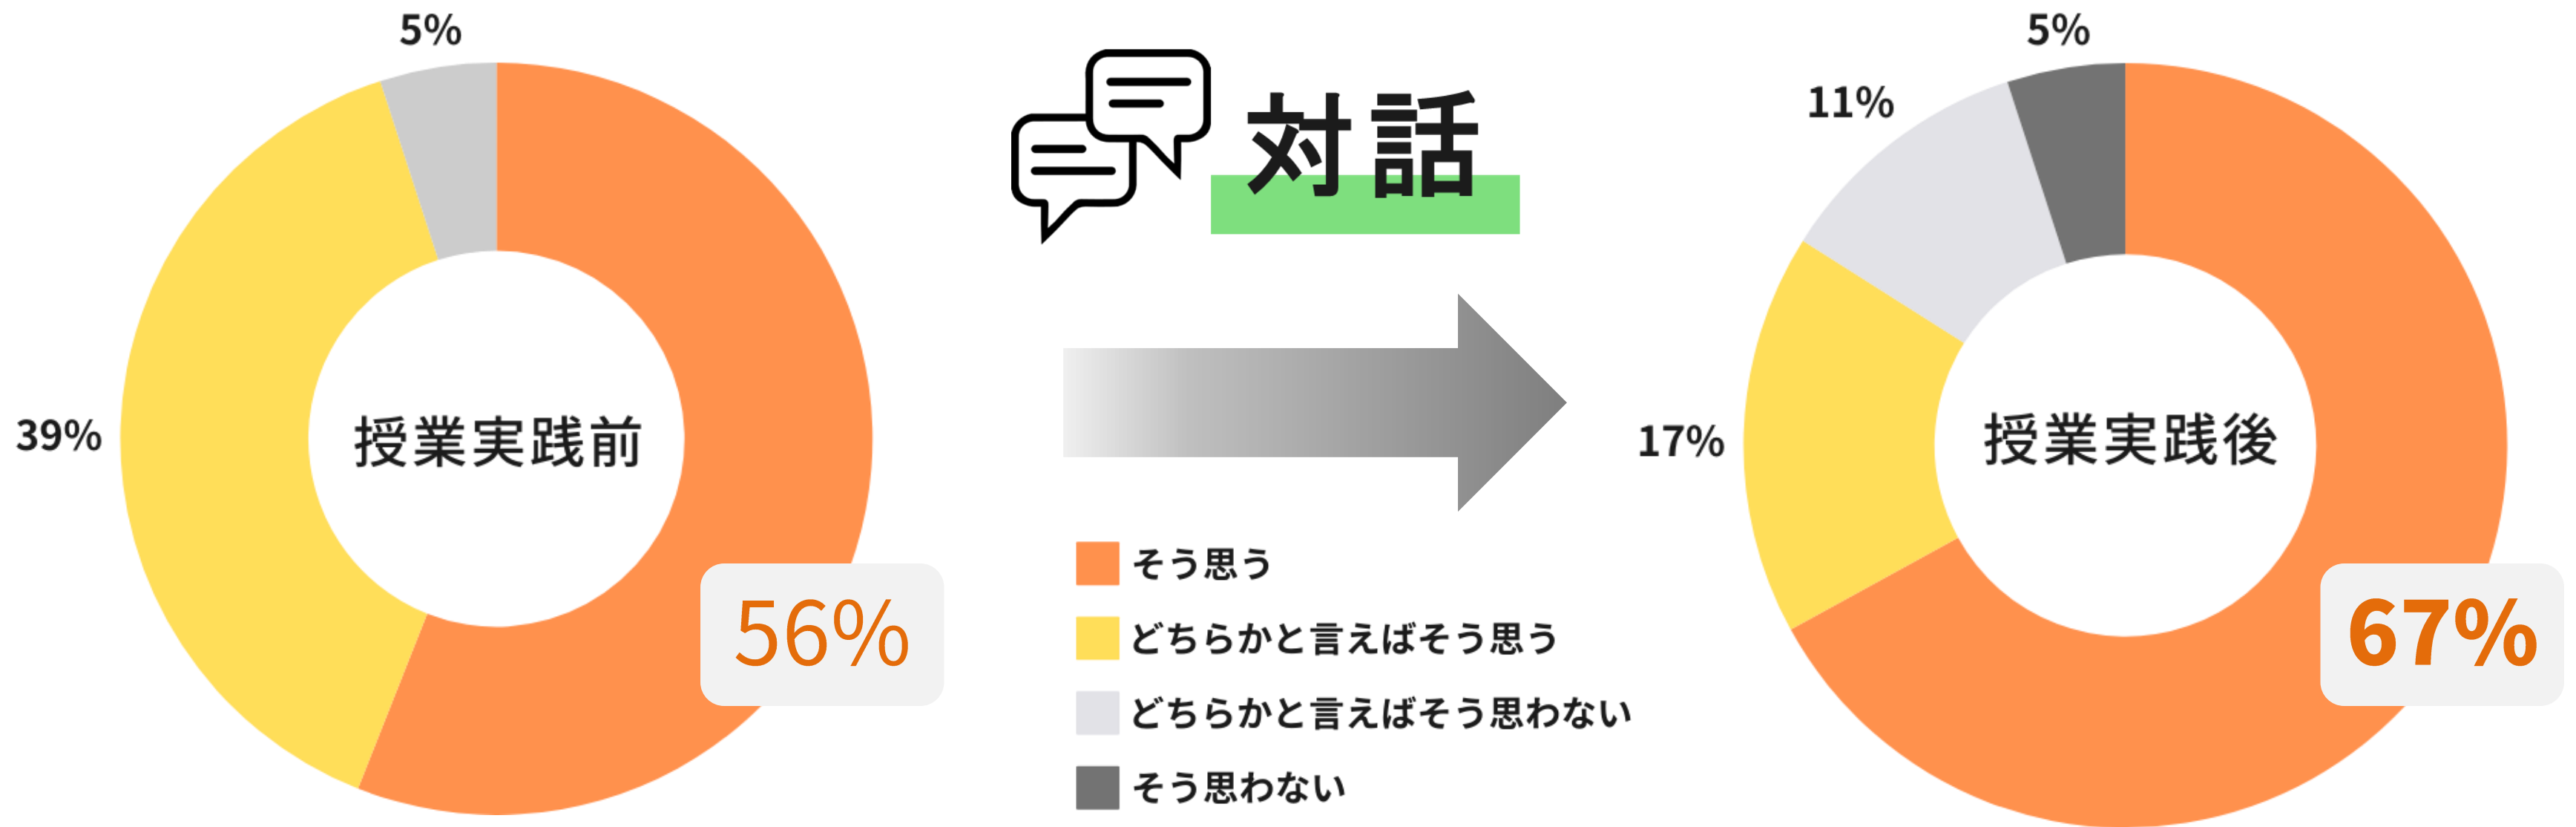 5%
39%
授業実践前
56%
対話
そう思う
どちらかと言えばそう思う
どちらかと言えばそう思わない
そう思わない
5%
11%
17%
授業実践後
67%